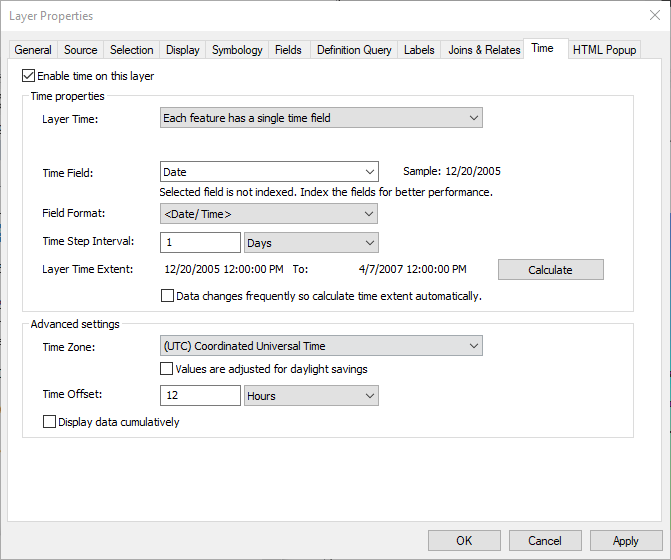 Layer Properties
General Source Selection Display Symbology Fields Definition Query Labels Joins & Relates Time HTML Popup
Enable time on this layer
Time properties
Layer Time: Each feature has a single time field
Time Field: Date Sample: 12/20/2005
Selected field is not indexed. Index the fields for better performance.
Field Format: <Date/Time>
Time Step Interval: 1 Days
Layer Time Extent: 12/20/2005 12:00:00 PM To: 4/7/2007 12:00:00 PM Calculate
Data changes frequently so calculate time extent automatically.
Advanced settings
Time Zone: (UTC) Coordinated Universal Time
Values are adjusted for daylight savings
Time Offset: 12 Hours
Display data cumulatively
OK Cancel Apply